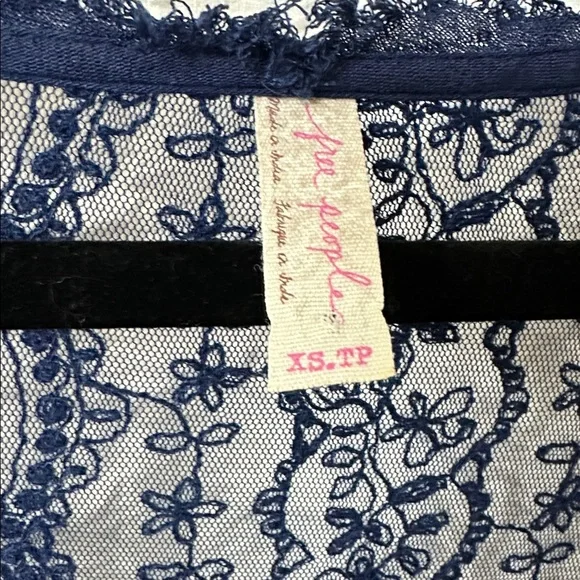 free people
Made in India. Fabriqué en Inde
XS.TP